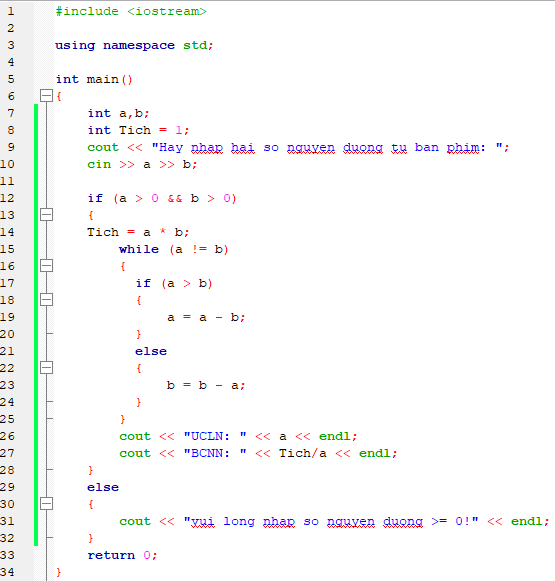 1 #include <iostream>
2
3 using namespace std;
4
5 int main()
6 {
7 int a,b;
8 int Tich = 1;
9 cout << "Hay nhap hai so nguyen duong tu ban phim: ";
10 cin >> a >> b;
11
12 if (a > 0 && b > 0)
13 {
14 Tich = a * b;
15 while (a != b)
16 {
17 if (a > b)
18 {
19 a = a - b;
20 }
21 else
22 {
23 b = b - a;
24 }
25 }
26 cout << "UCLN: " << a << endl;
27 cout << "BCNN: " << Tich/a << endl;
28 }
29 else
30 {
31 cout << "vui long nhap so nguyen duong >= 0!" << endl;
32 }
33 return 0;
34 }